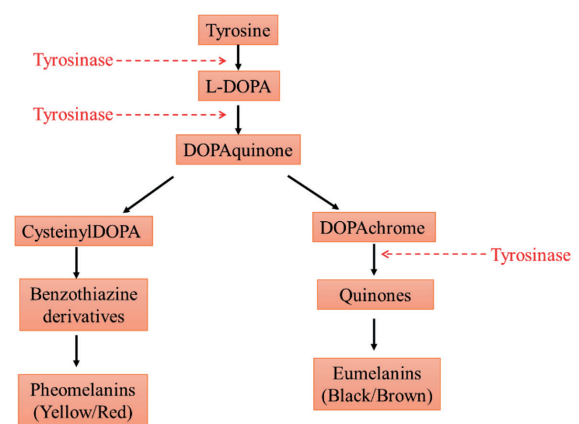 Tyrosine
Tyrosinase
L-DOPA
Tyrosinase
DOPAquinone
CysteinylDOPA
DOPAchrome
Tyrosinase
Benzothiazine
derivatives
Quinones
Pheomelanins
(Yellow/Red)
Eumelanins
(Black/Brown)